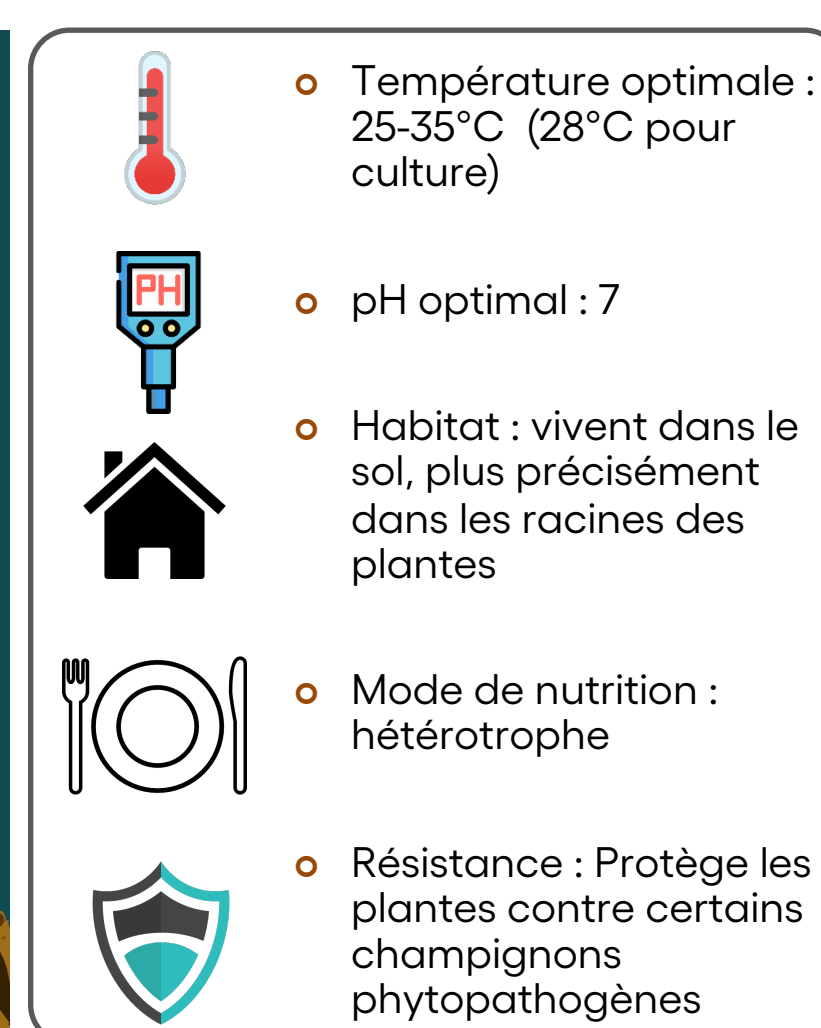 Température optimale :
25-35°C (28°C pour
culture)
PH
pH optimal : 7
Habitat : vivent dans le
sol, plus précisément
dans les racines des
plantes
Mode de nutrition :
hétérotrophe
Résistance : Protège les
plantes contre certains
champignons
phytopathogènes